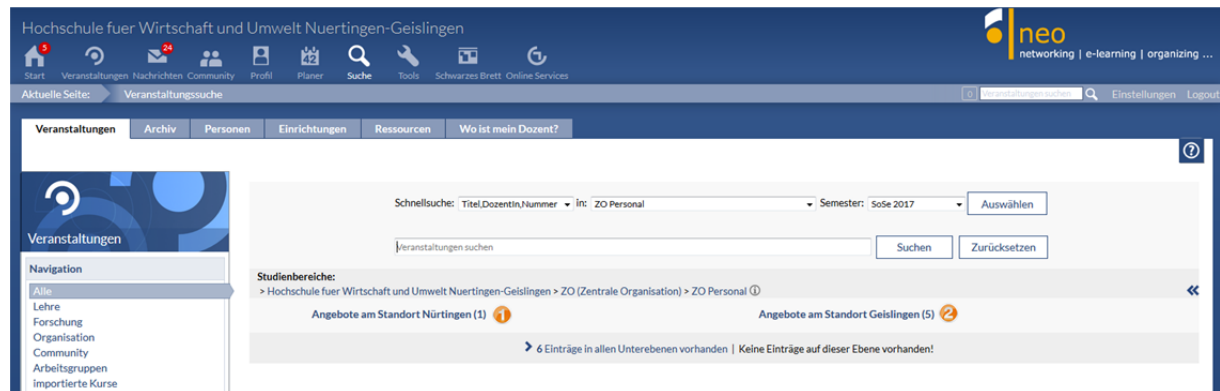 Hochschule fuer Wirtschaft und Umwelt Nuertingen-Geislingen
neo
networking | e-learning | organizing ...
5 24 42
Start Veranstaltungen Nachrichten Community Profil Planer Suche Tools Schwarzes Brett Online Services
Aktuelle Seite: Veranstaltungssuche 0 Veranstaltungen suchen Einstellungen Logout
Veranstaltungen Archiv Personen Einrichtungen Ressourcen Wo ist mein Dozent?
?
Schnellsuche: Titel,DozentIn,Nummer in: ZO Personal Semester: SoSe 2017 Auswählen
Veranstaltungen
Veranstaltungen suchen Suchen Zurücksetzen
Navigation
Alle
Lehre
Forschung
Organisation
Community
Arbeitsgruppen
importierte Kurse
Studienbereiche:
> Hochschule fuer Wirtschaft und Umwelt Nuertingen-Geislingen > ZO (Zentrale Organisation) > ZO Personal
Angebote am Standort Nürtingen (1) 1 Angebote am Standort Geislingen (5) 2
6 Einträge in allen Unterebenen vorhanden | Keine Einträge auf dieser Ebene vorhanden!